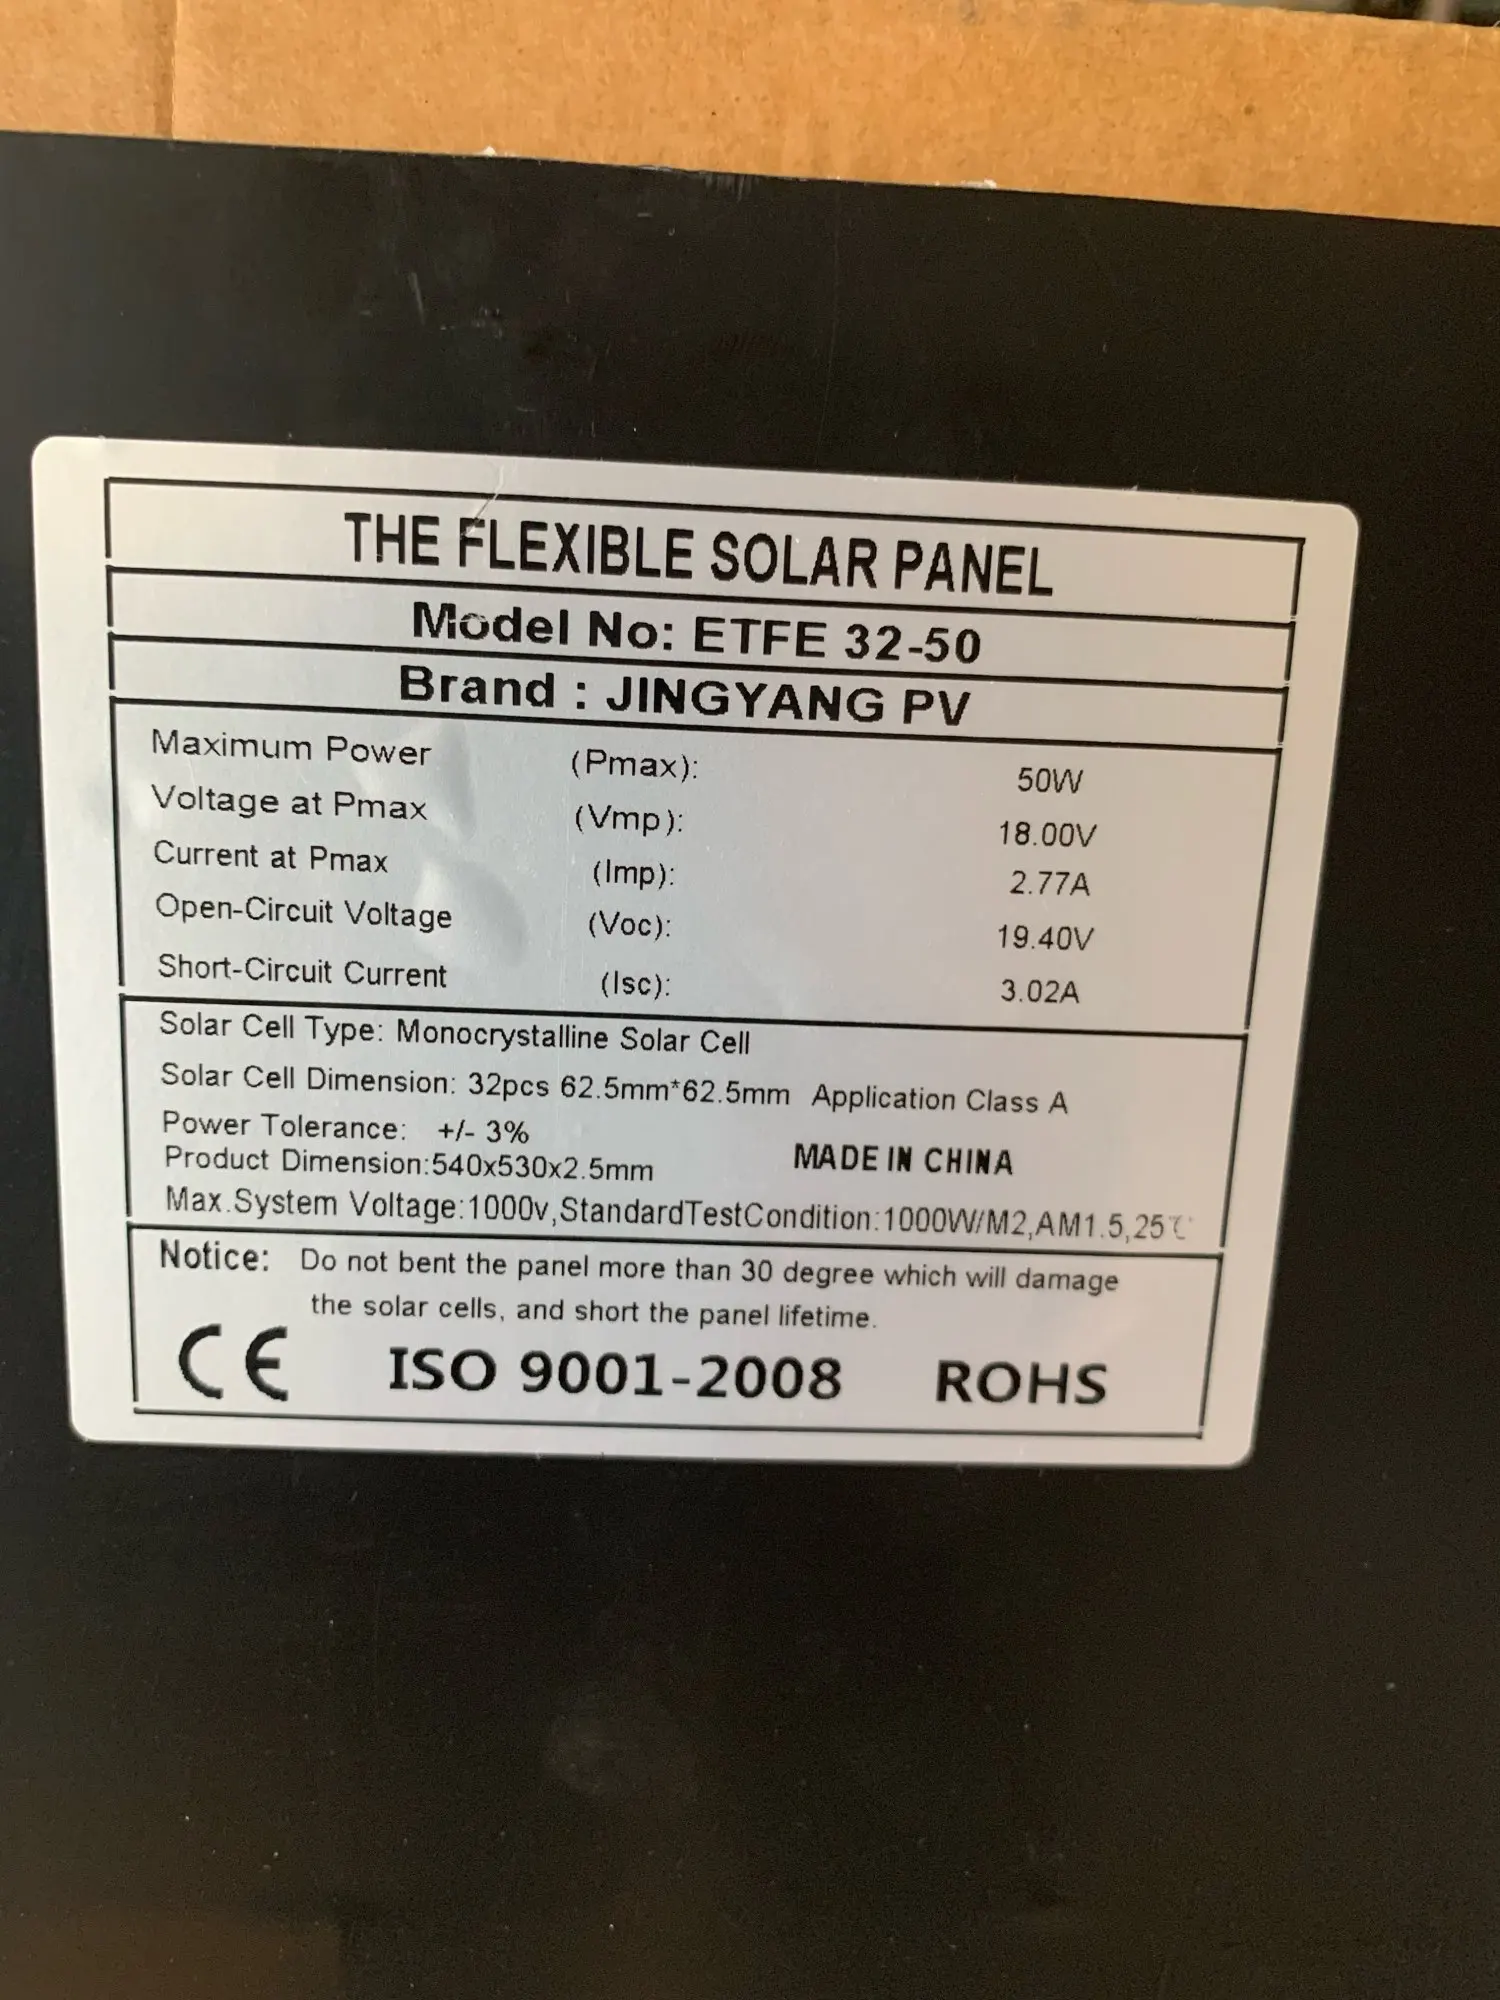 THE FLEXIBLE SOLAR PANEL
Model No: ETFE 32-50
Brand : JINGYANG PV
Maximum Power (Pmax): 50W
Voltage at Pmax (Vmp): 18.00V
Current at Pmax (Imp): 2.77A
Open-Circuit Voltage (Voc): 19.40V
Short-Circuit Current (Isc): 3.02A
Solar Cell Type: Monocrystalline Solar Cell
Solar Cell Dimension: 32pcs 62.5mm*62.5mm Application Class A
Power Tolerance: +/- 3%
MADE IN CHINA
Product Dimension:540x530x2.5mm
Max.System Voltage:1000v,StandardTestCondition:1000W/M2,AM1.5,25℃
Notice: Do not bent the panel more than 30 degree which will damage
the solar cells, and short the panel lifetime.
CE ISO 9001-2008 ROHS